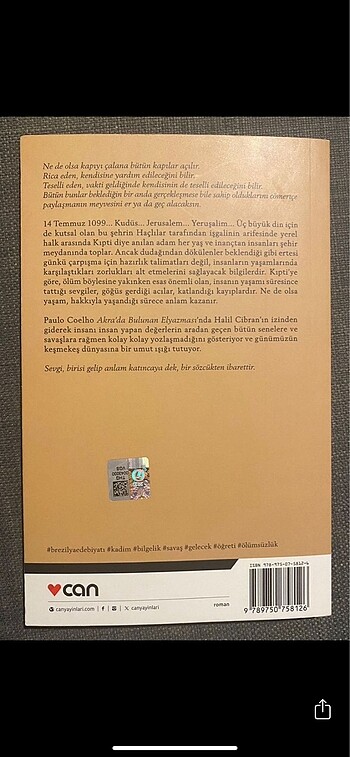 Ne de olsa kapıyı çalana bütün kapılar açılır.
Rica eden, kendisine yardım edileceğini bilir.
Teselli eden, vakti geldiğinde kendisinin de teselli edileceğini bilir.
Bütün bunlar beklediğin bir anda gerçekleşmese bile sahip olduklarını cömertçe
paylaşmanın meyvesini er ya da geç alacaksın.
14 Temmuz 1099... Kudüs... Jerusalem... Yeruşalim... Üç büyük din için
de kutsal olan bu şehrin Haçlılar tarafından işgalinin arifesinde yerel
halk arasında Kıpti diye anılan adam her yaş ve inançtan insanları şehir
meydanında toplar. Ancak dudağından dökülenler beklendiği gibi ertesi
günkü çarpışma için hazırlık talimatları değil, insanların yaşamlarında
karşılaştıkları zorlukları alt etmelerini sağlayacak bilgilerdir. Kıpti'ye
göre, ölüm böylesine yakınken esas önemli olan, insanın yaşamı süresince
tattığı sevgiler, göğüs gerdiği acılar, katlandığı kayıplardır. Ne de olsa
yaşam, hakkıyla yaşandığı sürece anlam kazanır.
Paulo Coelho Akra'da Bulunan Elyazması'nda Halil Cibran'ın izinden
giderek insanı insan yapan değerlerin aradan geçen bütün senelere ve
savaşlara rağmen kolay kolay yozlaşmadığını gösteriyor ve günümüzün
keşmekeş dünyasına bir umut ışığı tutuyor.
Sevgi, birisi gelip anlam katıncaya dek, bir sözcükten ibarettir.
#brezilyaedebiyatı #kadim #bilgelik #savaş #gelecek #öğreti #ölümsüzlük
ISBN 978-975-07-5812-6
can
canyayinlari.com
canyayinlari
roman
9 789750 758126